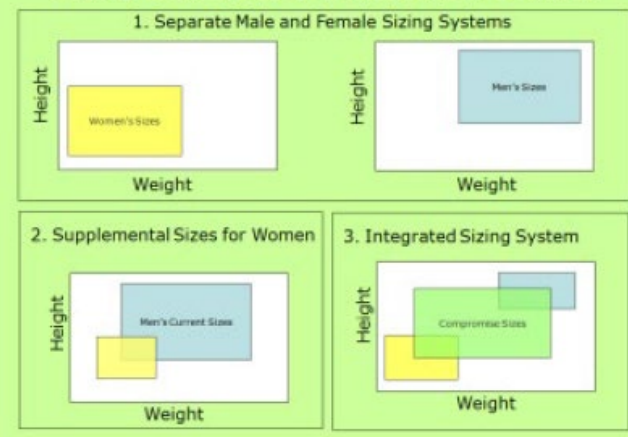 1. Separate Male and Female Sizing Systems
Height
Women's Sizes
Weight
Height
Men's Sizes
Weight
2. Supplemental Sizes for Women
Height
Men's Current Sizes
Weight
3. Integrated Sizing System
Height
Compromise Sizes
Weight